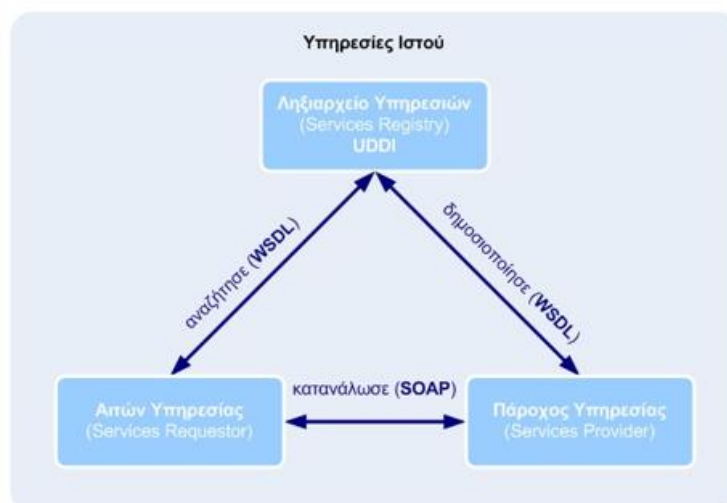 Υπηρεσίες Ιστού
Ληξιαρχείο Υπηρεσιών
(Services Registry)
UDDI
αναζήτησε (WSDL)
δημοσιοποίησε (WSDL)
κατανάλωσε (SOAP)
Αιτών Υπηρεσίας
(Services Requestor)
Πάροχος Υπηρεσίας
(Services Provider)